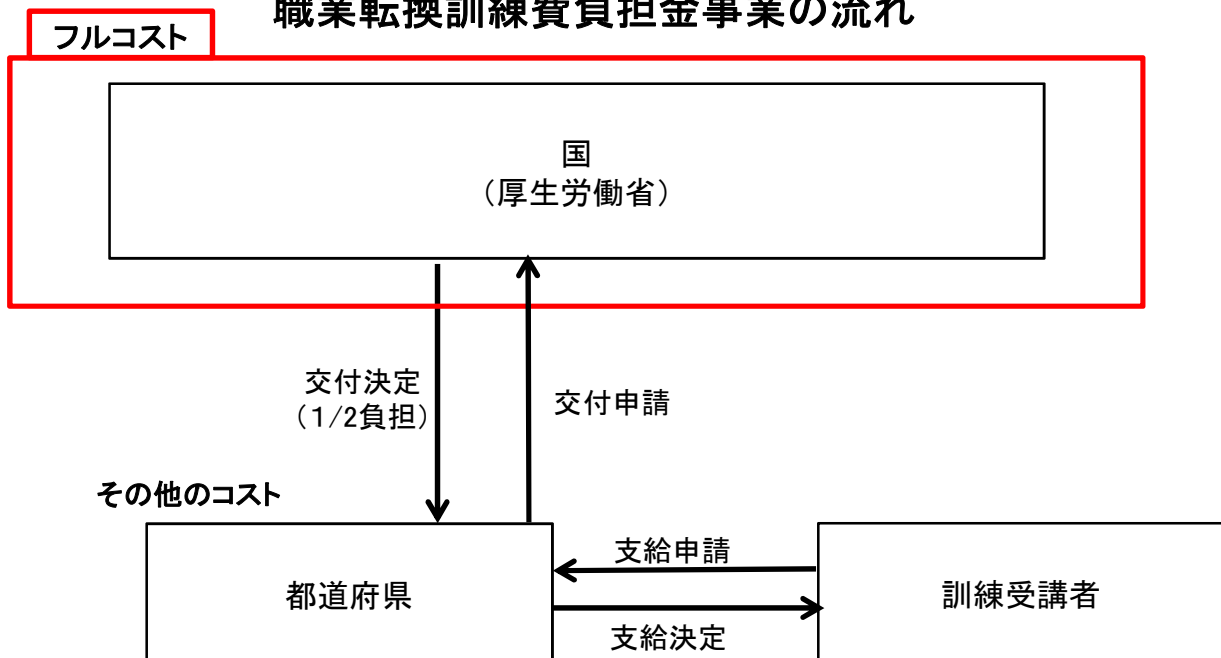 職業転換訓練費負担金事業の流れ
フルコスト
国
（厚生労働省）
交付決定
（１/2負担）
交付申請
その他のコスト
都道府県
支給申請
支給決定
訓練受講者